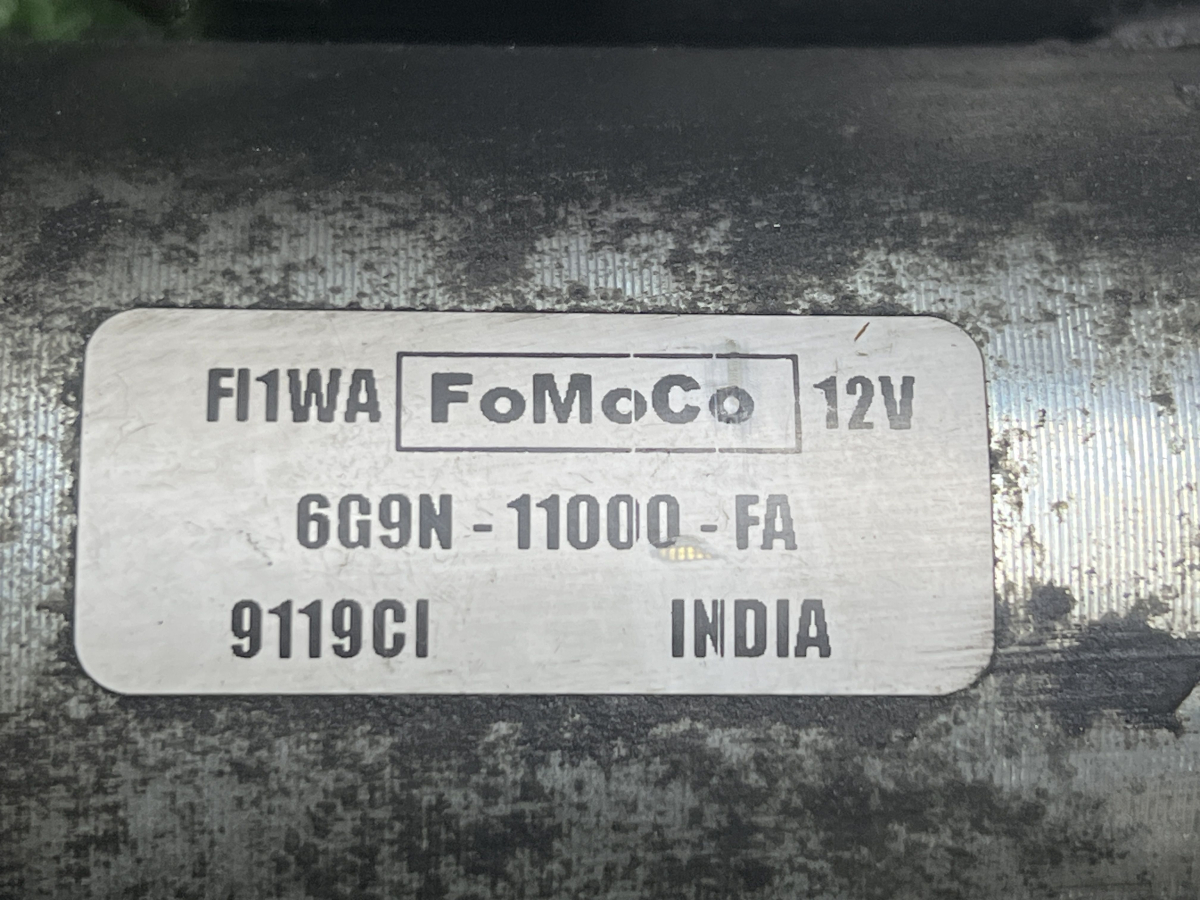 FI1WA FoMoCo 12V
6G9N - 11000 - FA
9119CI INDIA